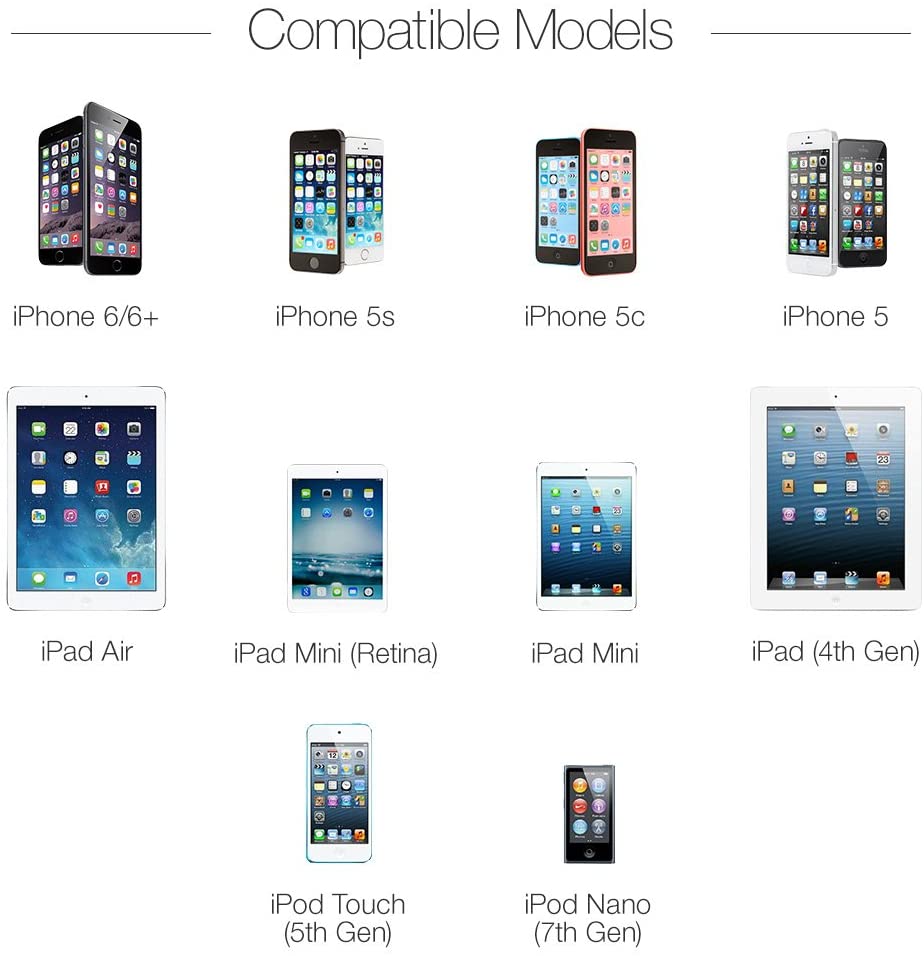 Compatible Models
iPhone 6/6+
iPhone 5s
iPhone 5c
iPhone 5
iPad Air
iPad Mini (Retina)
iPad Mini
iPad (4th Gen)
iPod Touch
(5th Gen)
iPod Nano
(7th Gen)